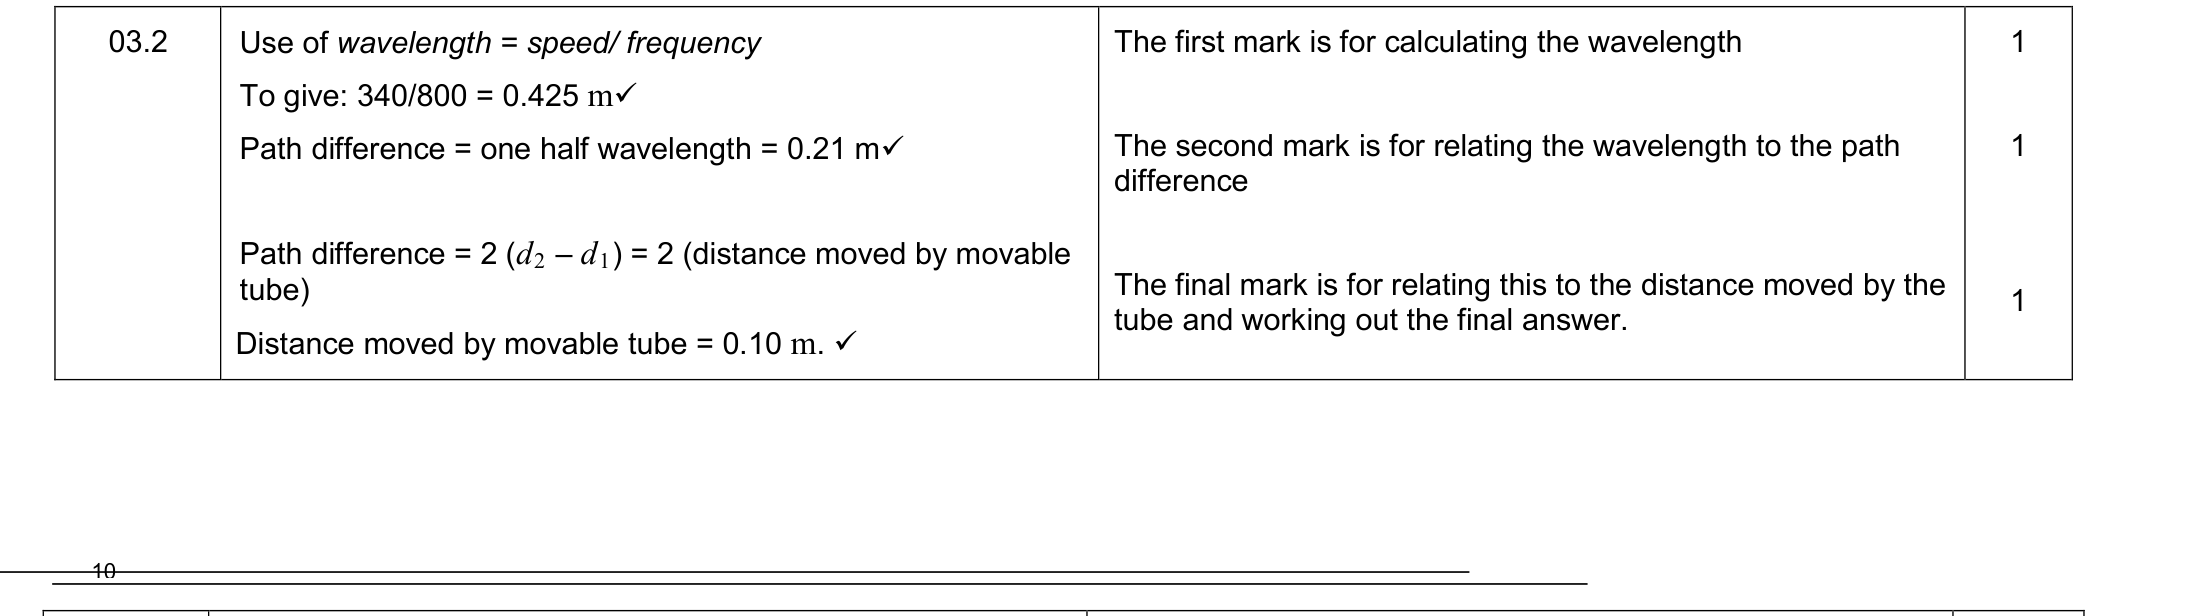 03.2
Use of wavelength = speed/ frequency
To give: 340/800 = 0.425 m✓
Path difference = one half wavelength = 0.21 m✓
Path difference = 2 (d₂ – d₁) = 2 (distance moved by movable
tube)
Distance moved by movable tube = 0.10 m. ✓
The first mark is for calculating the wavelength
The second mark is for relating the wavelength to the path
difference
The final mark is for relating this to the distance moved by the
tube and working out the final answer.
1
1
1
10